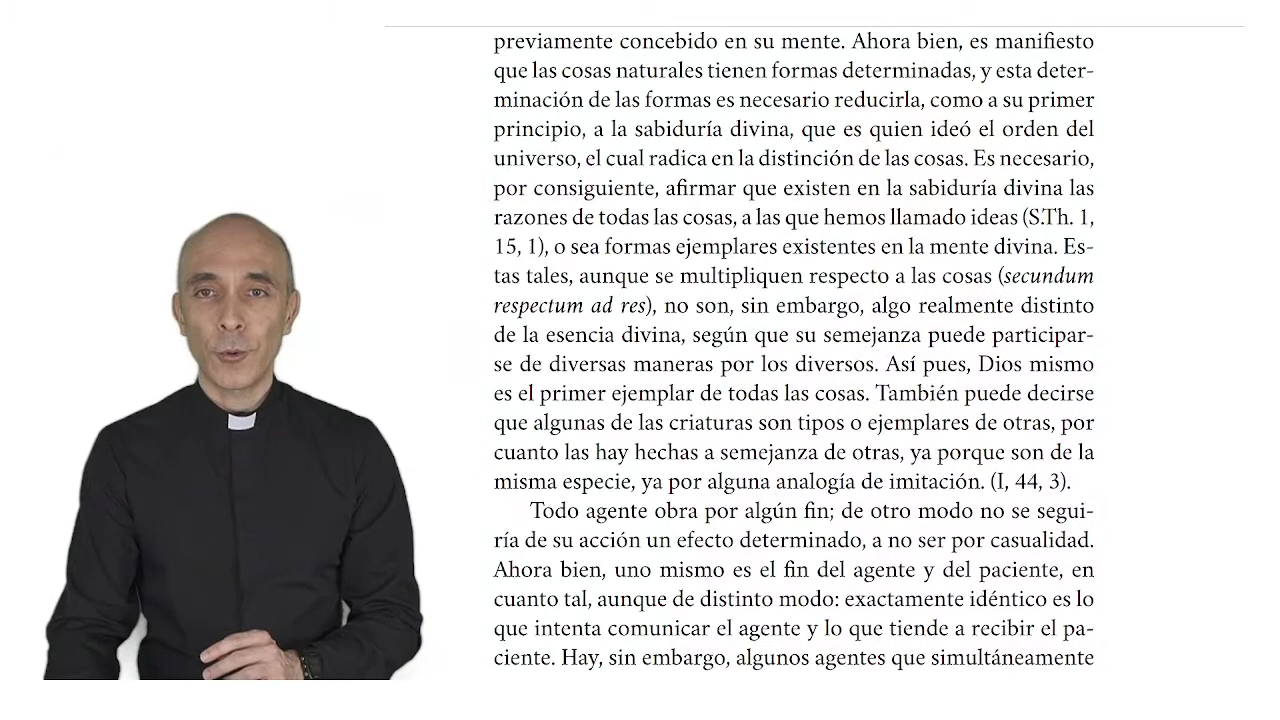 previamente concebido en su mente. Ahora bien, es manifiesto
que las cosas naturales tienen formas determinadas, y esta deter-
minación de las formas es necesario reducirla, como a su primer
principio, a la sabiduría divina, que es quien ideó el orden del
universo, el cual radica en la distinción de las cosas. Es necesario,
por consiguiente, afirmar que existen en la sabiduría divina las
razones de todas las cosas, a las que hemos llamado ideas (S.Th. 1,
15, 1), o sea formas ejemplares existentes en la mente divina. Es-
tas tales, aunque se multipliquen respecto a las cosas (secundum
respectum ad res), no son, sin embargo, algo realmente distinto
de la esencia divina, según que su semejanza puede participar-
se de diversas maneras por los diversos. Así pues, Dios mismo
es el primer ejemplar de todas las cosas. También puede decirse
que algunas de las criaturas son tipos o ejemplares de otras, por
cuanto las hay hechas a semejanza de otras, ya porque son de la
misma especie, ya por alguna analogía de imitación. (I, 44, 3).
Todo agente obra por algún fin; de otro modo no se segui-
ría de su acción un efecto determinado, a no ser por casualidad.
Ahora bien, uno mismo es el fin del agente y del paciente, en
cuanto tal, aunque de distinto modo: exactamente idéntico es lo
que intenta comunicar el agente y lo que tiende a recibir el pa-
ciente. Hay, sin embargo, algunos agentes que simultáneamente